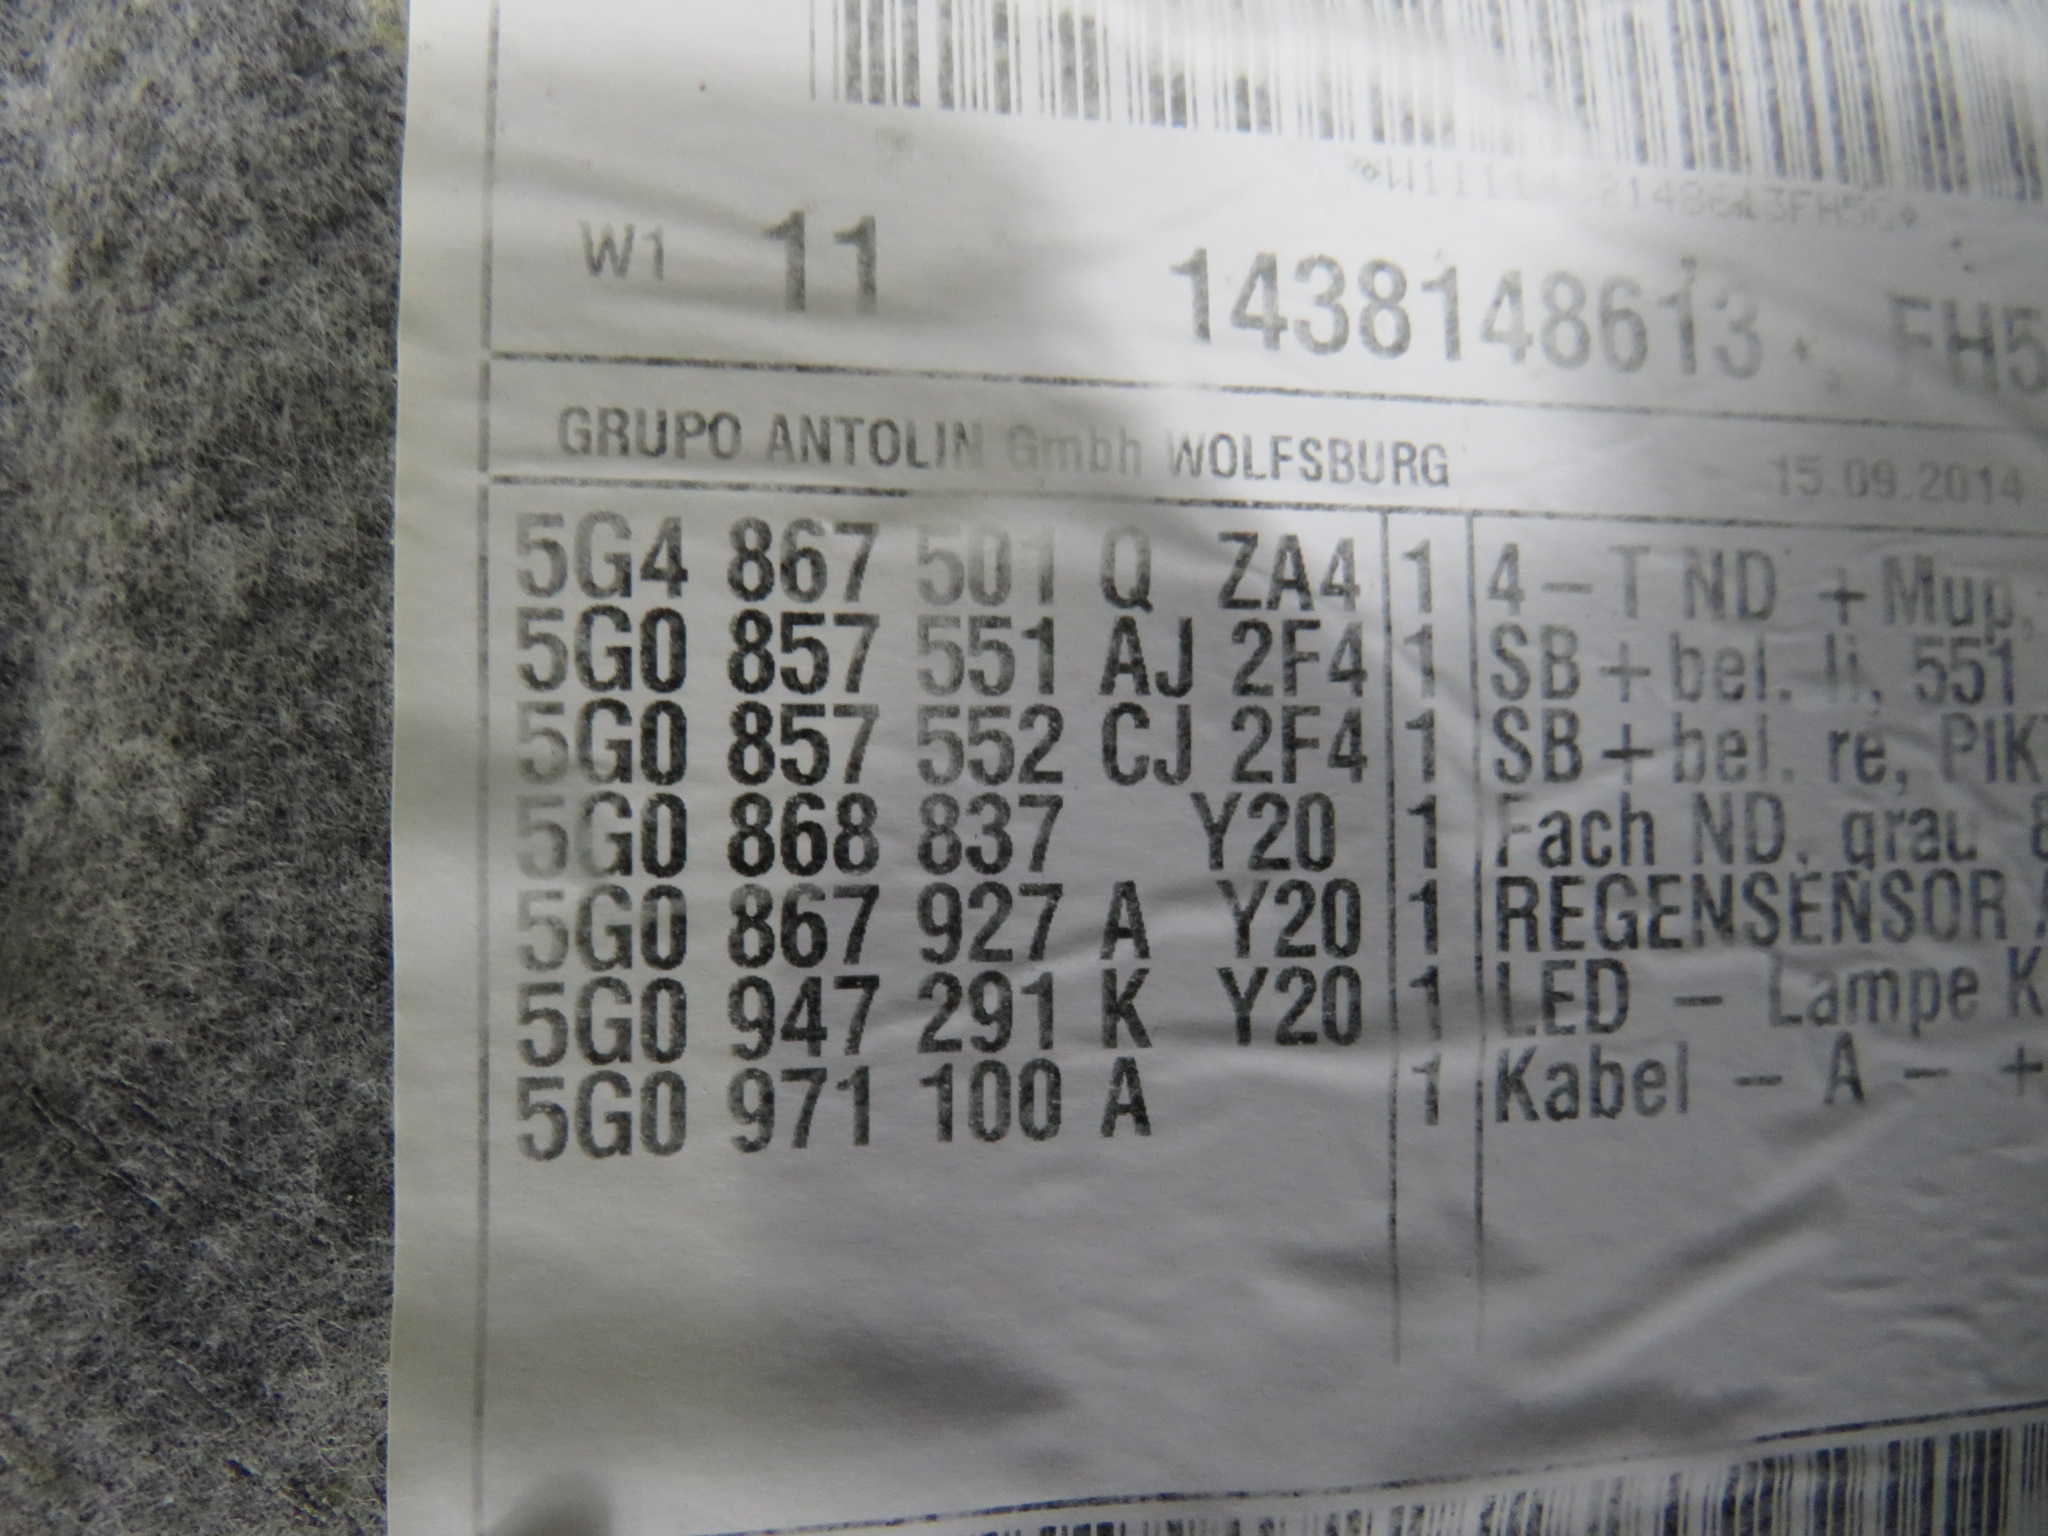 W1 11 1438148613 FH5
GRUPO ANTOLIN Gmbh WOLFSBURG 15.09.2014
5G4 867 501 Q ZA4 1 4 - T ND + Mup,
5G0 857 551 AJ 2F4 1 SB + bel. li, 551
5G0 857 552 CJ 2F4 1 SB + bel. re, PIK
5G0 868 837 Y20 1 Fach ND, grau 8
5G0 867 927 A Y20 1 REGENSENSOR
5G0 947 291 K Y20 1 LED - Lampe K
5G0 971 100 A 1 Kabel - A - +